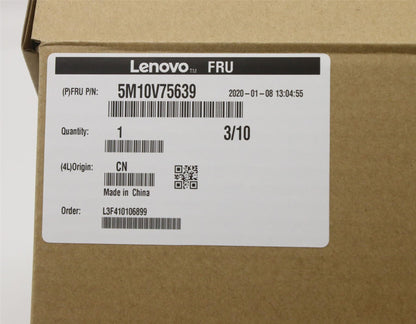 Lenovo™ FRU
(P)FRU P/N: 5M10V75639 2020-01-08 13:04:55
Quantity: 1 3/10
(4L)Origin: CN
Made in China
Order: L3F410106899